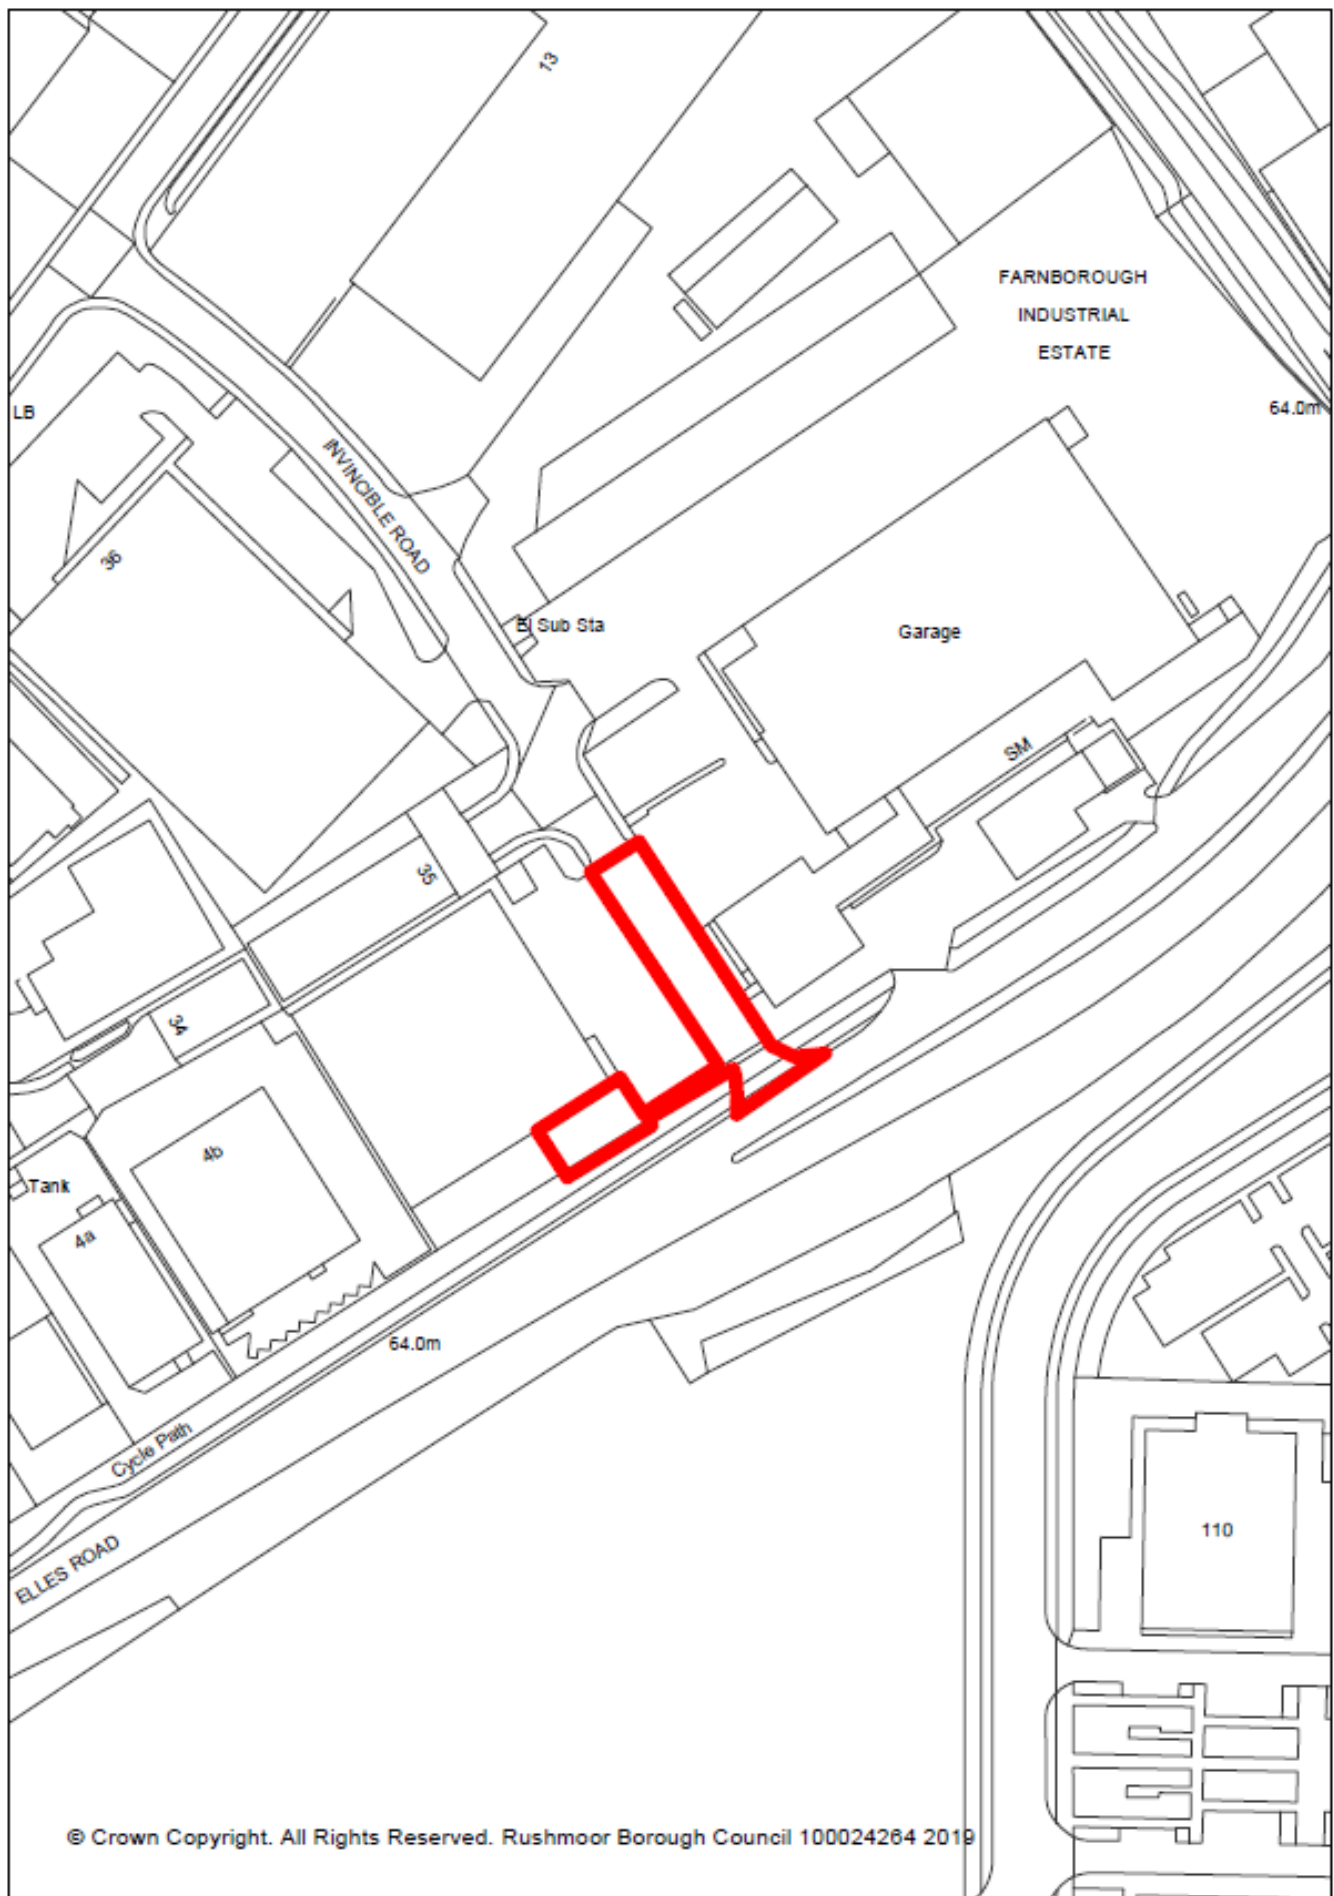 13
FARNBOROUGH
INDUSTRIAL
ESTATE
64.0m
LB
INVINCIBLE ROAD
36
El Sub Sta
Garage
SM
35
34
4b
Tank
4a
64.0m
Cycle Path
110
ELLES ROAD
© Crown Copyright. All Rights Reserved. Rushmoor Borough Council 100024264 2019